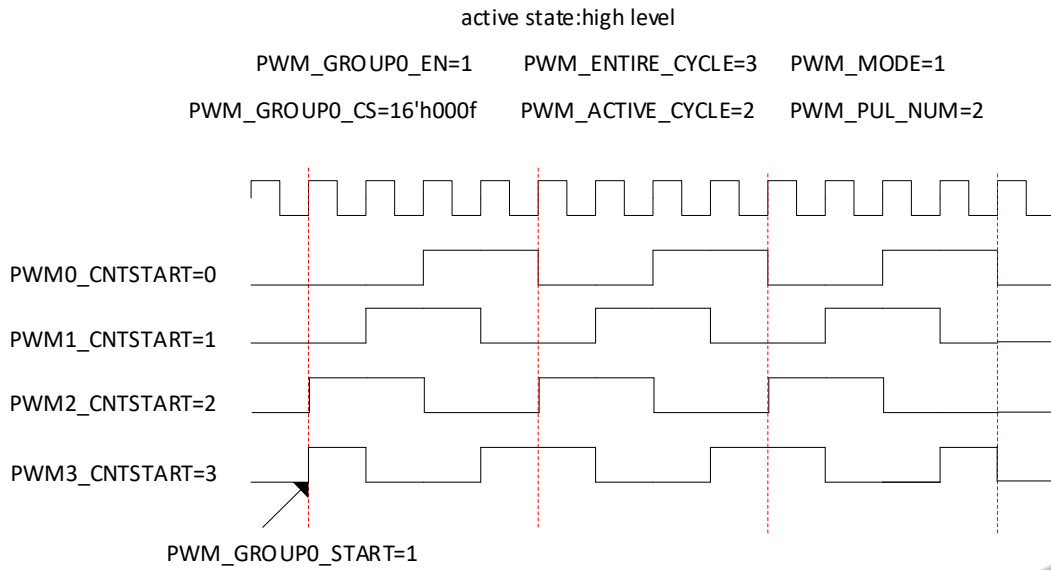 active state:high level
PWM_GROUP0_EN=1 PWM_ENTIRE_CYCLE=3 PWM_MODE=1
PWM_GROUP0_CS=16'h000f PWM_ACTIVE_CYCLE=2 PWM_PUL_NUM=2
PWM0_CNTSTART=0
PWM1_CNTSTART=1
PWM2_CNTSTART=2
PWM3_CNTSTART=3
PWM_GROUP0_START=1